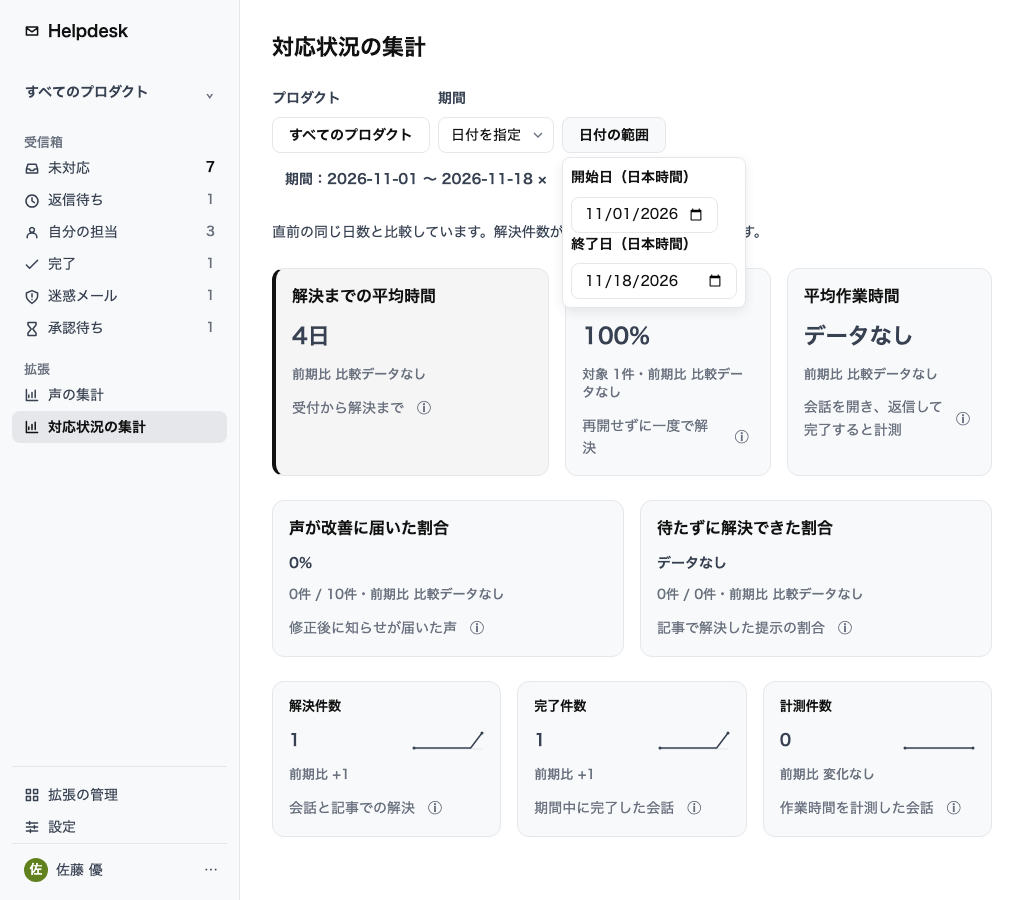 Helpdesk
すべてのプロダクト
受信箱
未対応 7
返信待ち 1
自分の担当 3
完了 1
迷惑メール 1
承認待ち 1
拡張
声の集計
対応状況の集計
拡張の管理
設定
佐 佐藤 優 …
対応状況の集計
プロダクト 期間
すべてのプロダクト 日付を指定 日付の範囲
期間：2026-11-01 〜 2026-11-18 ×
開始日（日本時間）
11/01/2026
終了日（日本時間）
11/18/2026
直前の同じ日数と比較しています。解決件数が
す。
解決までの平均時間
4日
前期比 比較データなし
受付から解決まで
100%
対象 1件・前期比 比較デー
タなし
再開せずに一度で解
決
平均作業時間
データなし
前期比 比較データなし
会話を開き、返信して
完了すると計測
声が改善に届いた割合
0%
0件 / 10件・前期比 比較データなし
修正後に知らせが届いた声
待たずに解決できた割合
データなし
0件 / 0件・前期比 比較データなし
記事で解決した提示の割合
解決件数
1
前期比 +1
会話と記事での解決
完了件数
1
前期比 +1
期間中に完了した会話
計測件数
0
前期比 変化なし
作業時間を計測した会話